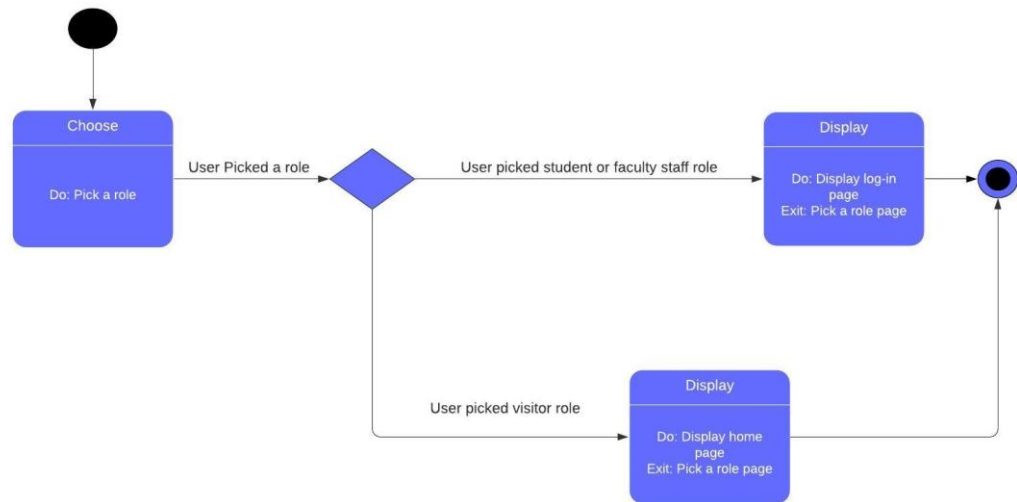 Choose
Do: Pick a role
User Picked a role
User picked student or faculty staff role
Display
Do: Display log-in
page
Exit: Pick a role page
User picked visitor role
Display
Do: Display home
page
Exit: Pick a role page